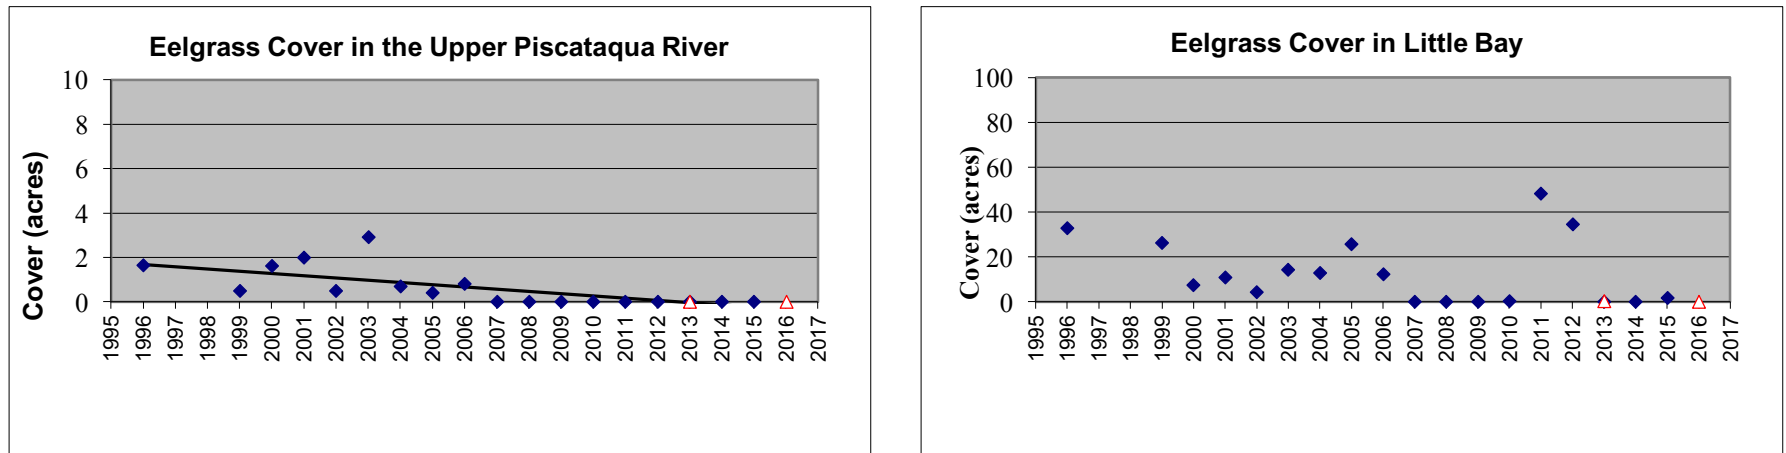 Eelgrass Cover in the Upper Piscataqua River
Cover (acres)
10
8
6
4
2
0
1995 1996 1997 1998 1999 2000 2001 2002 2003 2004 2005 2006 2007 2008 2009 2010 2011 2012 2013 2014 2015 2016 2017
Eelgrass Cover in Little Bay
Cover (acres)
100
80
60
40
20
0
1995 1996 1997 1998 1999 2000 2001 2002 2003 2004 2005 2006 2007 2008 2009 2010 2011 2012 2013 2014 2015 2016 2017